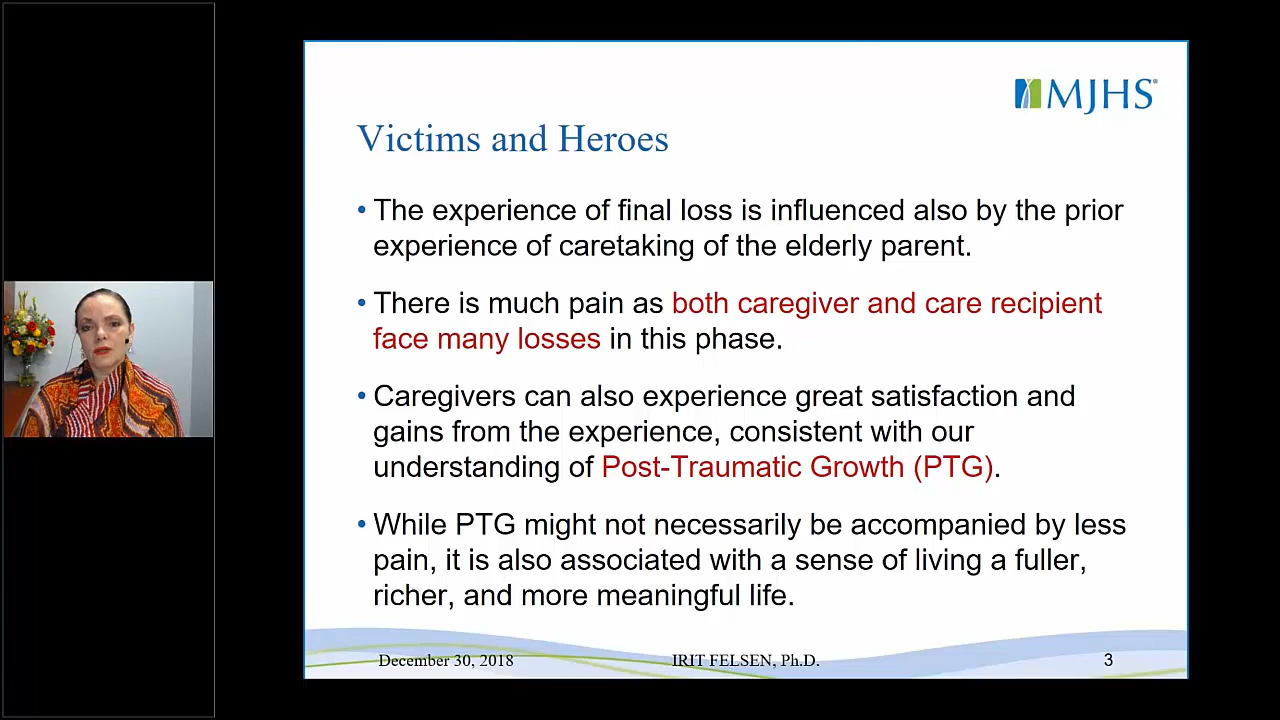 MJHS®
Victims and Heroes
• The experience of final loss is influenced also by the prior
experience of caretaking of the elderly parent.
• There is much pain as both caregiver and care recipient
face many losses in this phase.
• Caregivers can also experience great satisfaction and
gains from the experience, consistent with our
understanding of Post-Traumatic Growth (PTG).
• While PTG might not necessarily be accompanied by less
pain, it is also associated with a sense of living a fuller,
richer, and more meaningful life.
December 30, 2018 IRIT FELSEN, Ph.D. 3